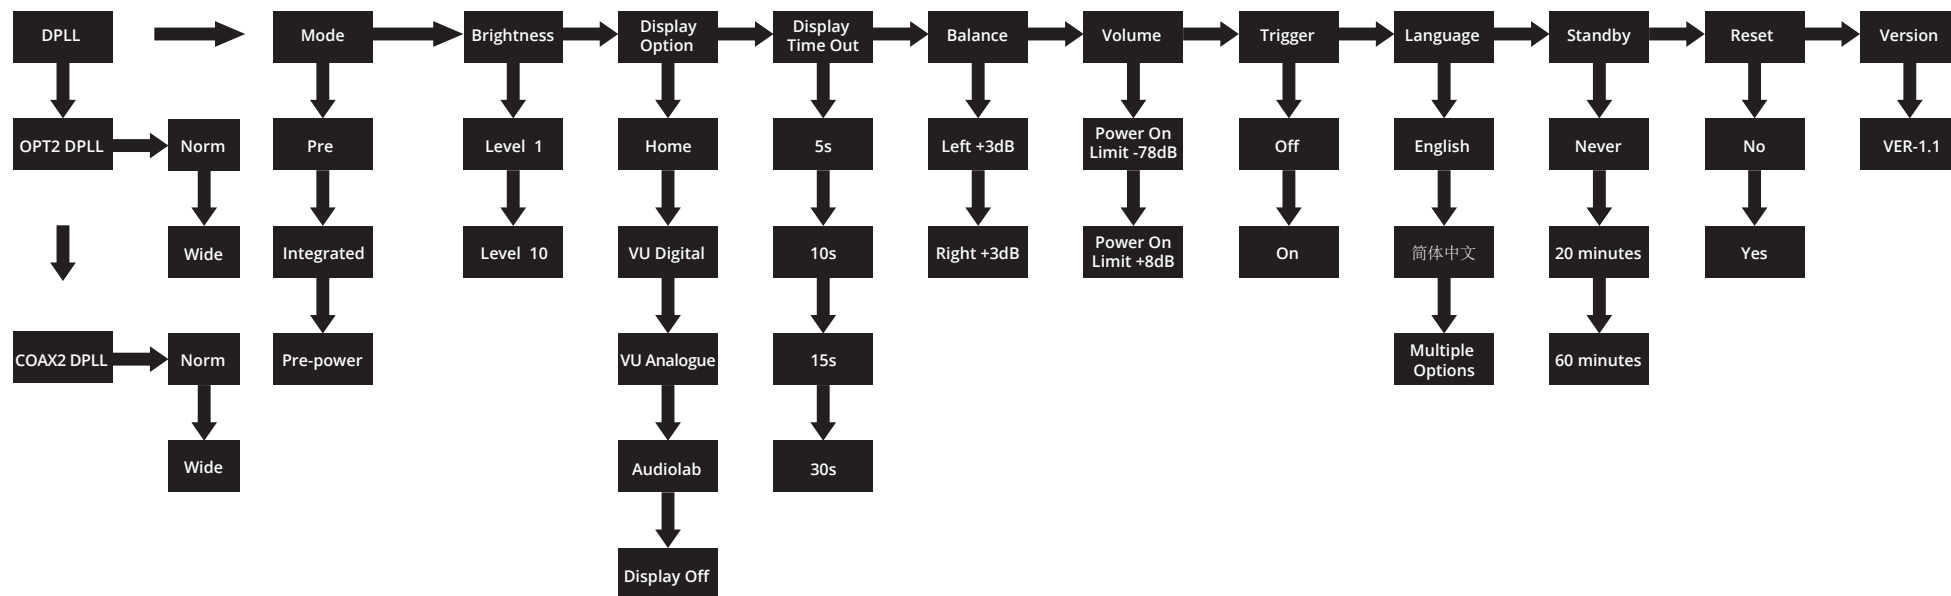 DPLL
Mode
Brightness
Display
Option
Display
Time Out
Balance
Volume
Trigger
Language
Standby
Reset
Version
OPT2 DPLL
Norm
Pre
Level 1
Home
5s
Left +3dB
Power On
Limit -78dB
Off
English
Never
No
VER-1.1
Wide
Integrated
Level 10
VU Digital
10s
Right +3dB
Power On
Limit +8dB
On
简体中文
20 minutes
Yes
COAX2 DPLL
Norm
Pre-power
VU Analogue
15s
Multiple
Options
60 minutes
Wide
Audiolab
30s
Display Off